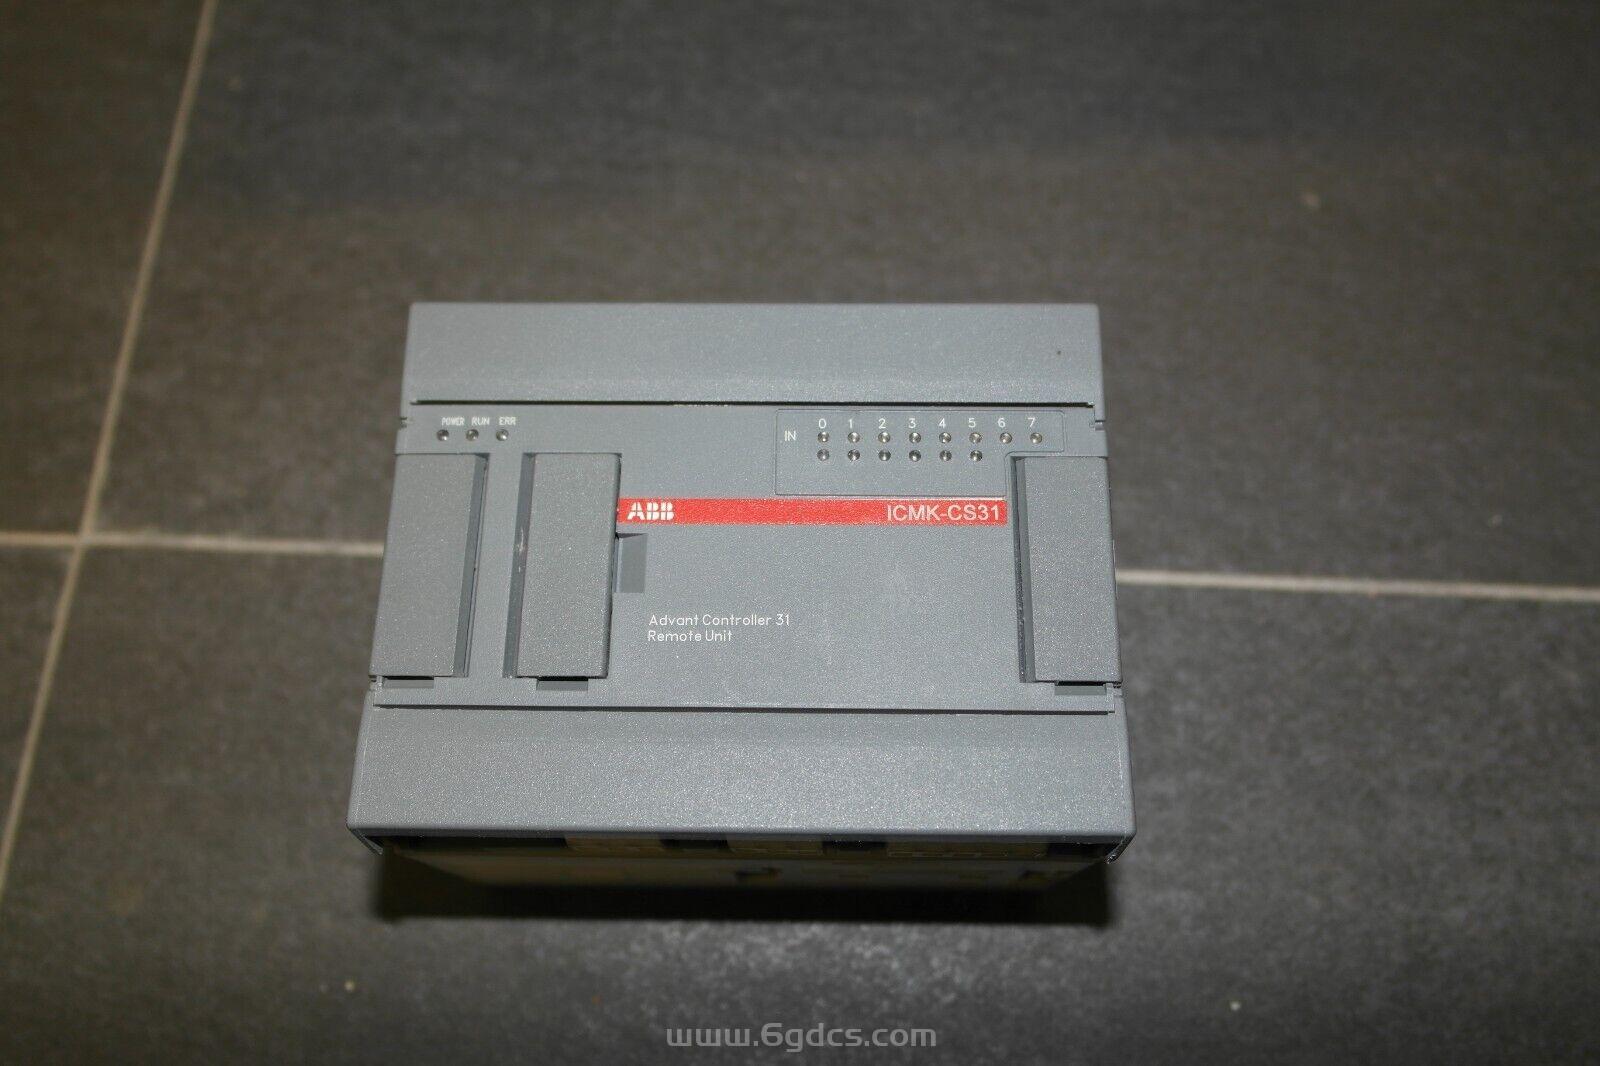 POWER RUN ERR
0 1 2 3 4 5 6 7
IN
ABB ICMK-CS31
Advant Controller 31
Remote Unit
www.6gdcs.com